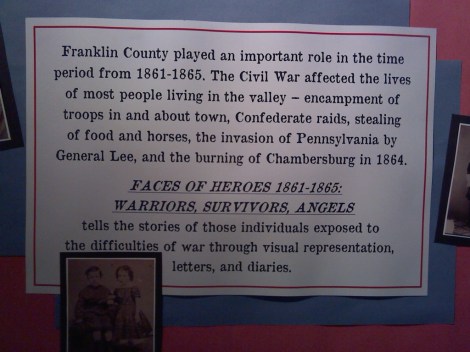 Franklin County played an important role in the time
period from 1861-1865. The Civil War affected the lives
of most people living in the valley – encampment of
troops in and about town, Confederate raids, stealing
of food and horses, the invasion of Pennsylvania by
General Lee, and the burning of Chambersburg in 1864.
FACES OF HEROES 1861-1865:
WARRIORS, SURVIVORS, ANGELS
tells the stories of those individuals exposed to
the difficulties of war through visual representation,
letters, and diaries.